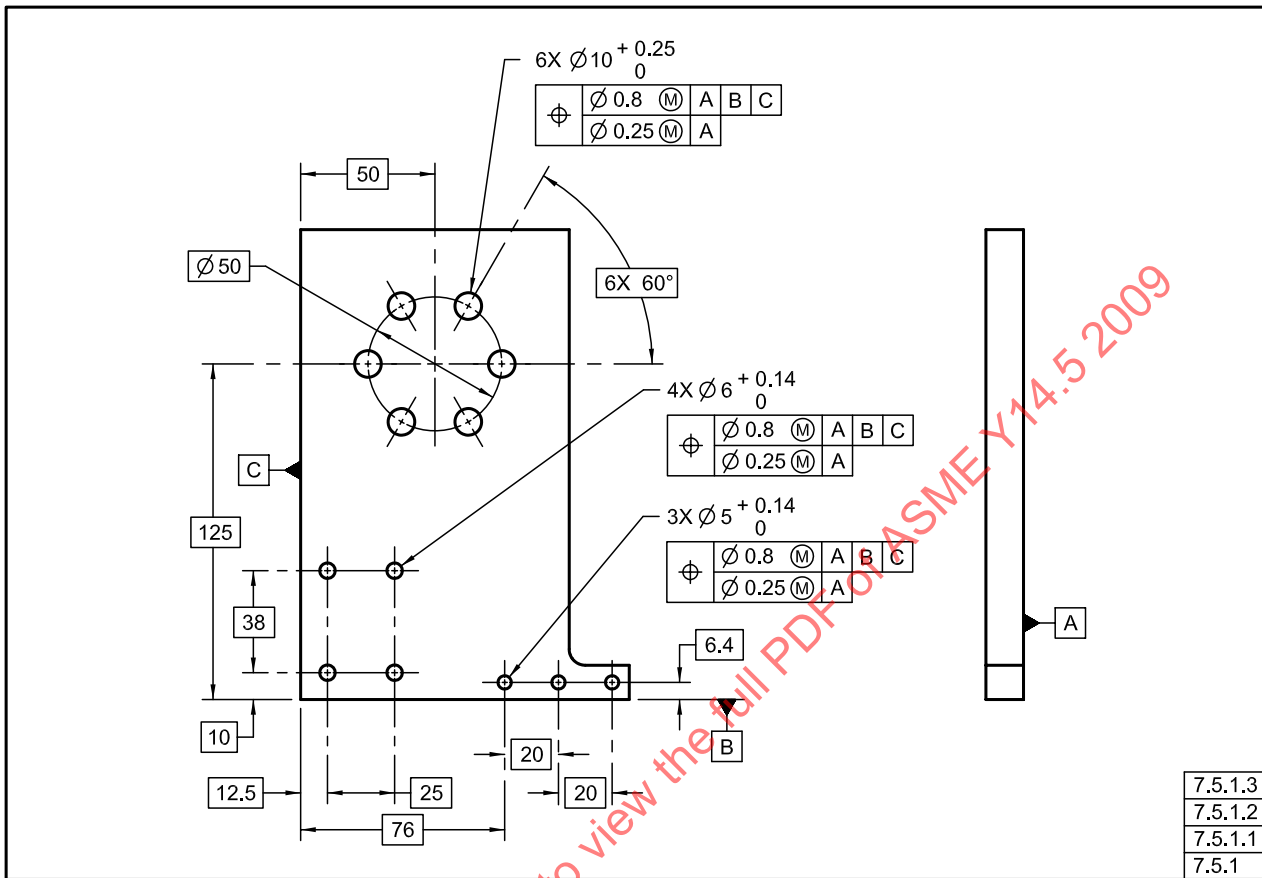 6X ⌀10 + 0.25
0
⌖ ⌀ 0.8 Ⓜ A B C
⌀ 0.25 Ⓜ A
50
⌀ 50
6X 60°
4X ⌀ 6 + 0.14
0
⌖ ⌀ 0.8 Ⓜ A B C
⌀ 0.25 Ⓜ A
C
125
3X ⌀ 5 + 0.14
0
⌖ ⌀ 0.8 Ⓜ A B C
⌀ 0.25 Ⓜ A
38
A
6.4
10
B
20
12.5
25
20
76
7.5.1.3
7.5.1.2
7.5.1.1
7.5.1
to view the full PDF of ASME Y14.5 2009